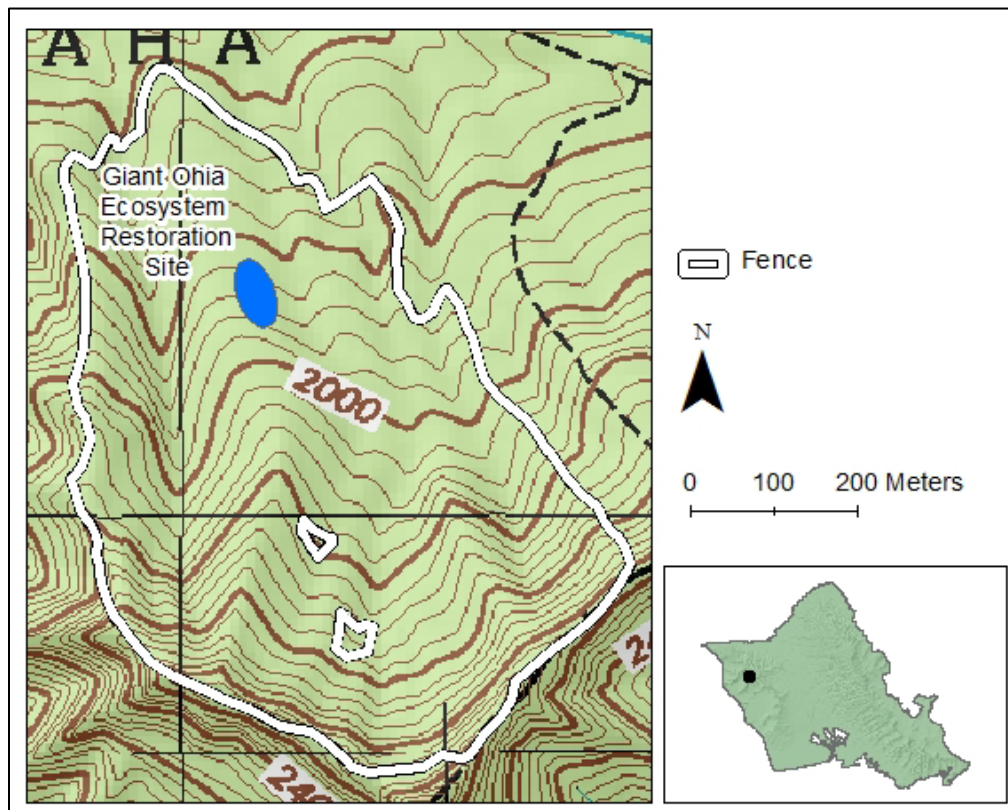 A H A
Giant Ohia
Ecosystem
Restoration
Site
2000
Fence
N
0 100 200 Meters